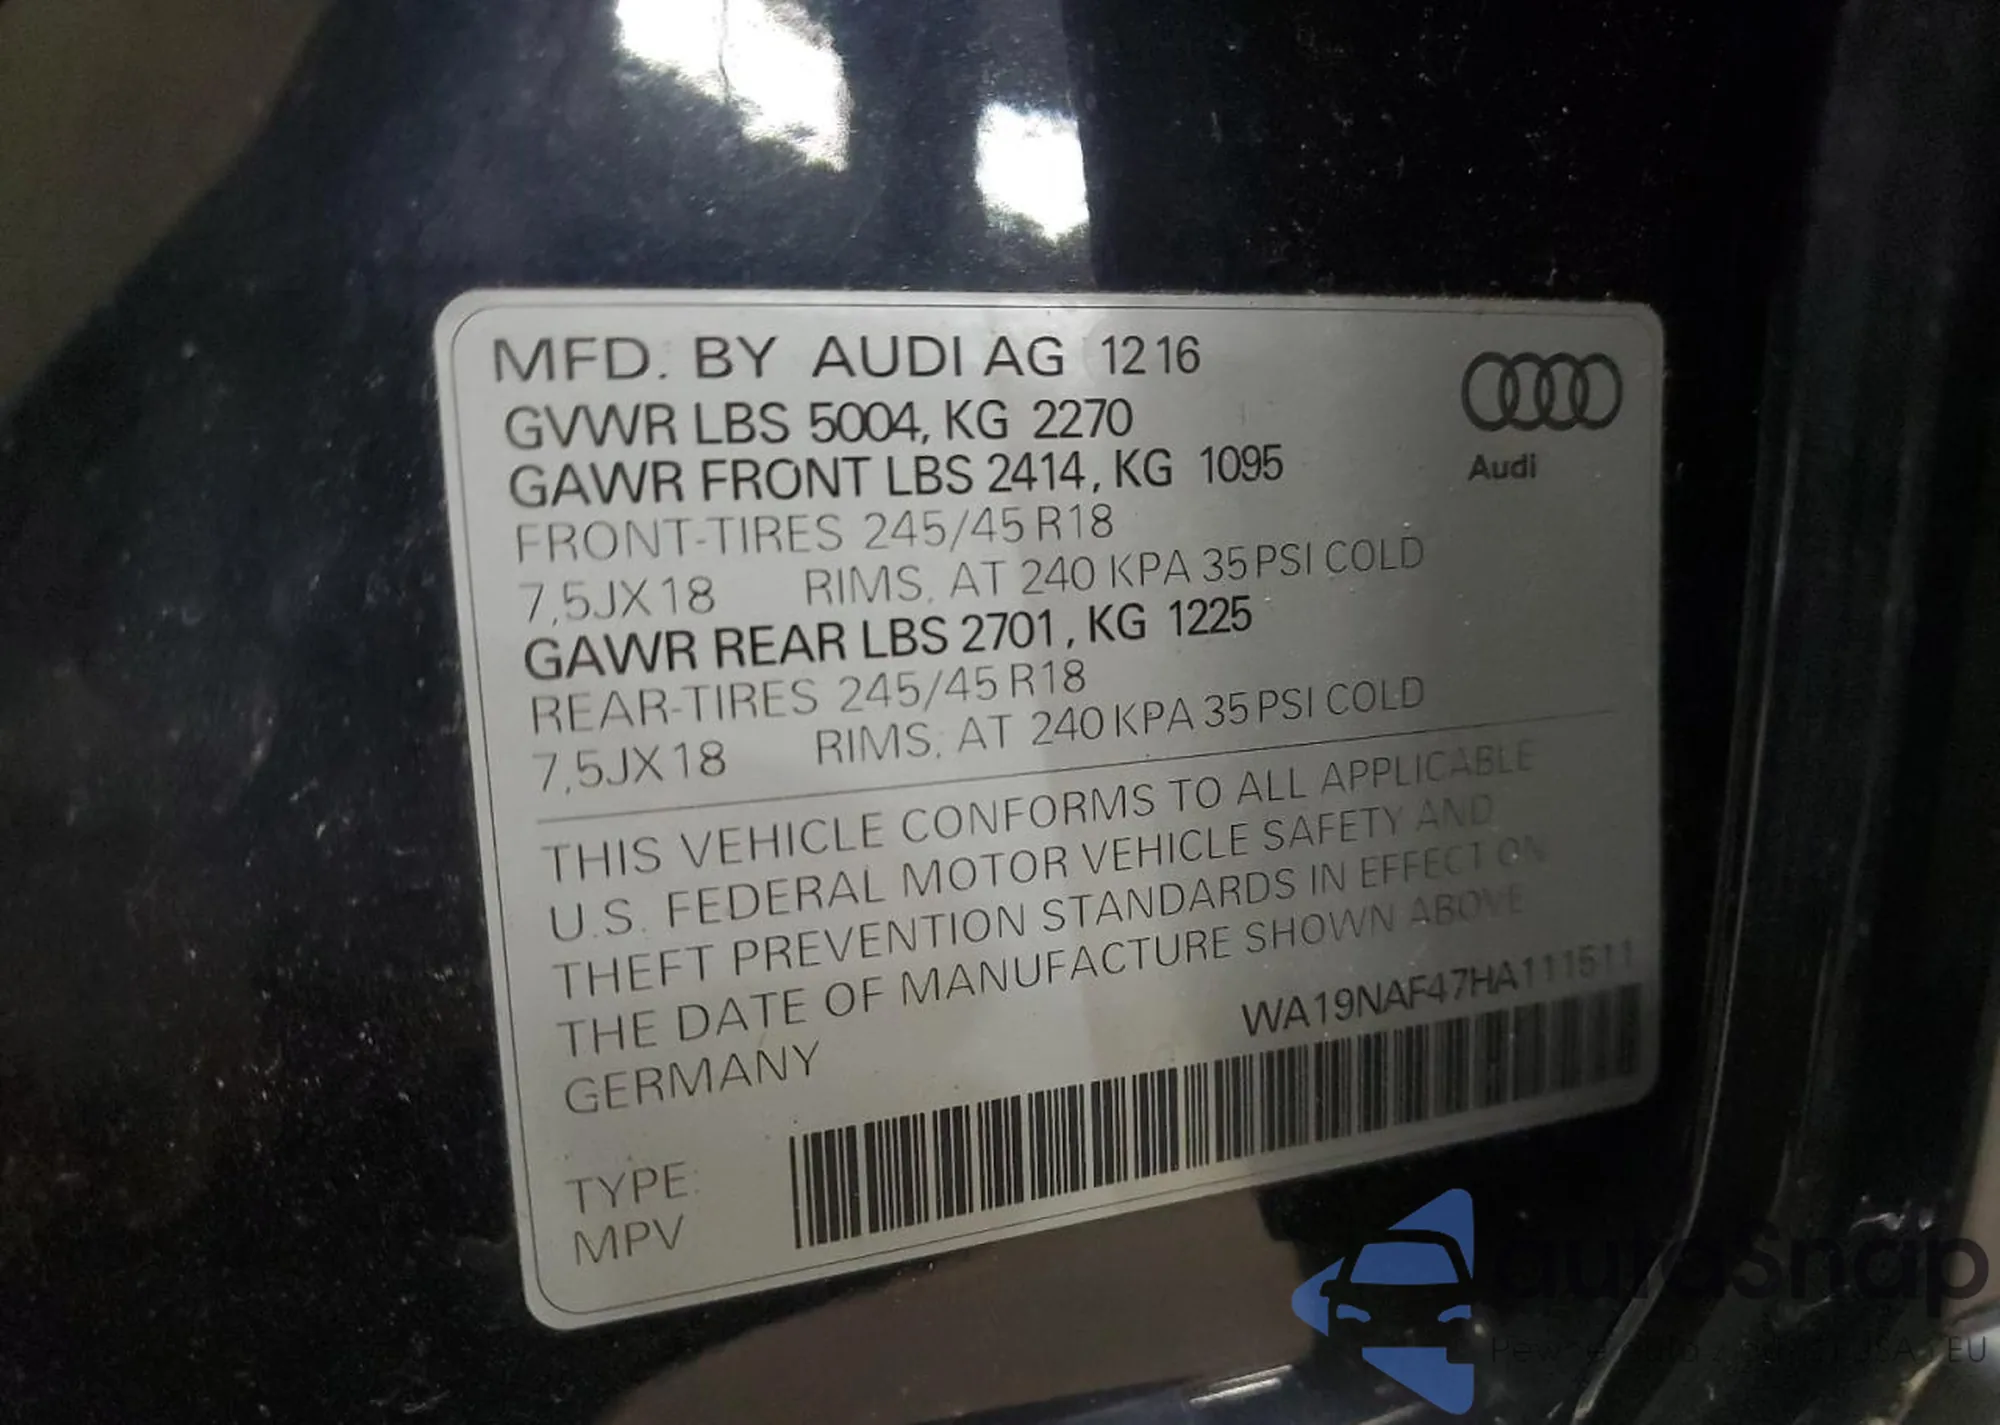 MFD. BY AUDI AG 12 16
GVWR LBS 5004, KG 2270
GAWR FRONT LBS 2414, KG 1095
FRONT-TIRES 245/45 R18
7,5JX18 RIMS, AT 240 KPA 35 PSI COLD
GAWR REAR LBS 2701, KG 1225
REAR-TIRES 245/45 R18
7,5JX18 RIMS, AT 240 KPA 35 PSI COLD
Audi
THIS VEHICLE CONFORMS TO ALL APPLICABLE
U.S. FEDERAL MOTOR VEHICLE SAFETY AND
THEFT PREVENTION STANDARDS IN EFFECT ON
THE DATE OF MANUFACTURE SHOWN ABOVE
GERMANY
WA19NAF47HA111511
TYPE:
MPV
auraSnap
EU